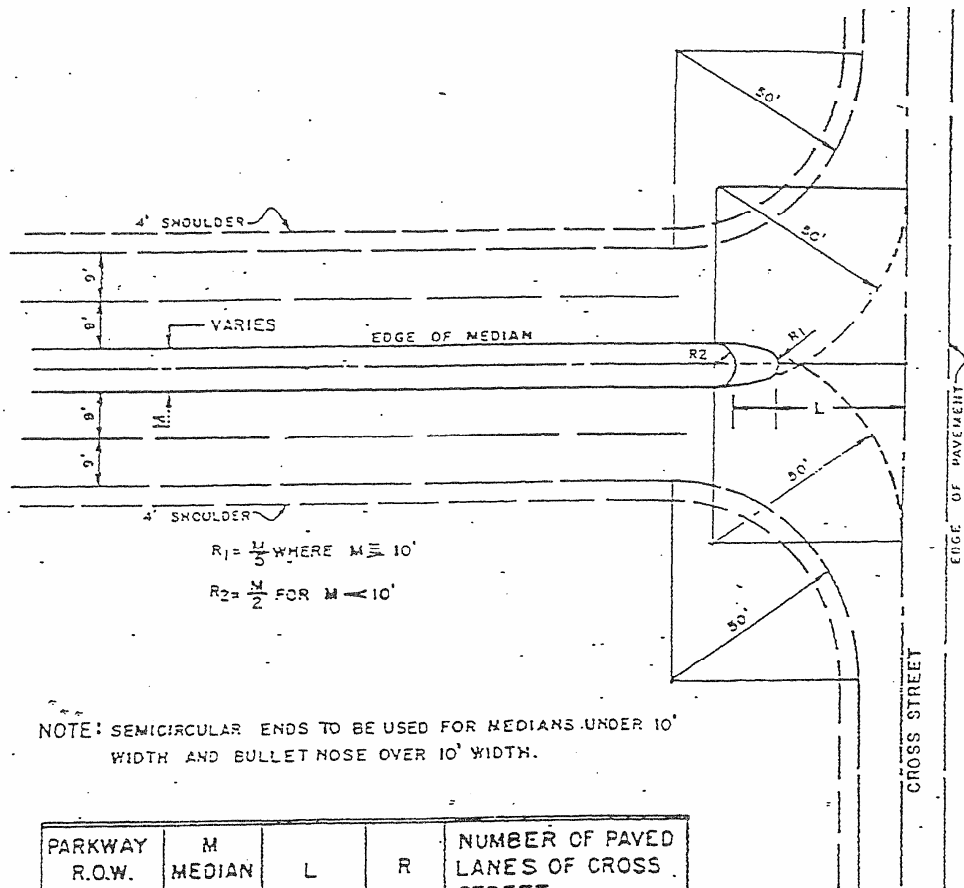 50'
4' SHOULDER
50'
9'
8'
VARIES
EDGE OF MEDIAN
R1
R2
L
M
9'
9'
50'
4' SHOULDER
EDGE OF PAVEMENT
R1= M/5 WHERE M ≧ 10'
R2= M/2 FOR M < 10'
50'
CROSS STREET
NOTE: SEMICIRCULAR ENDS TO BE USED FOR MEDIANS UNDER 10'
WIDTH AND BULLET NOSE OVER 10' WIDTH.
PARKWAY
R.O.W.
M
MEDIAN
L
R
NUMBER OF PAVED
LANES OF CROSS